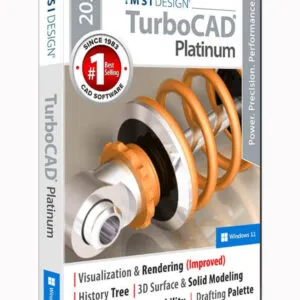 IMSI DESIGN®
TurboCAD®
Platinum
SINCE 1983
#1 Best Selling
CAD SOFTWARE
Power. Precision. Performance.
TurboCAD®
Platinum
Windows 11
Visualization & Rendering (Improved)
History Tree | 3D Surface & Solid Modeling
Drafting Palette